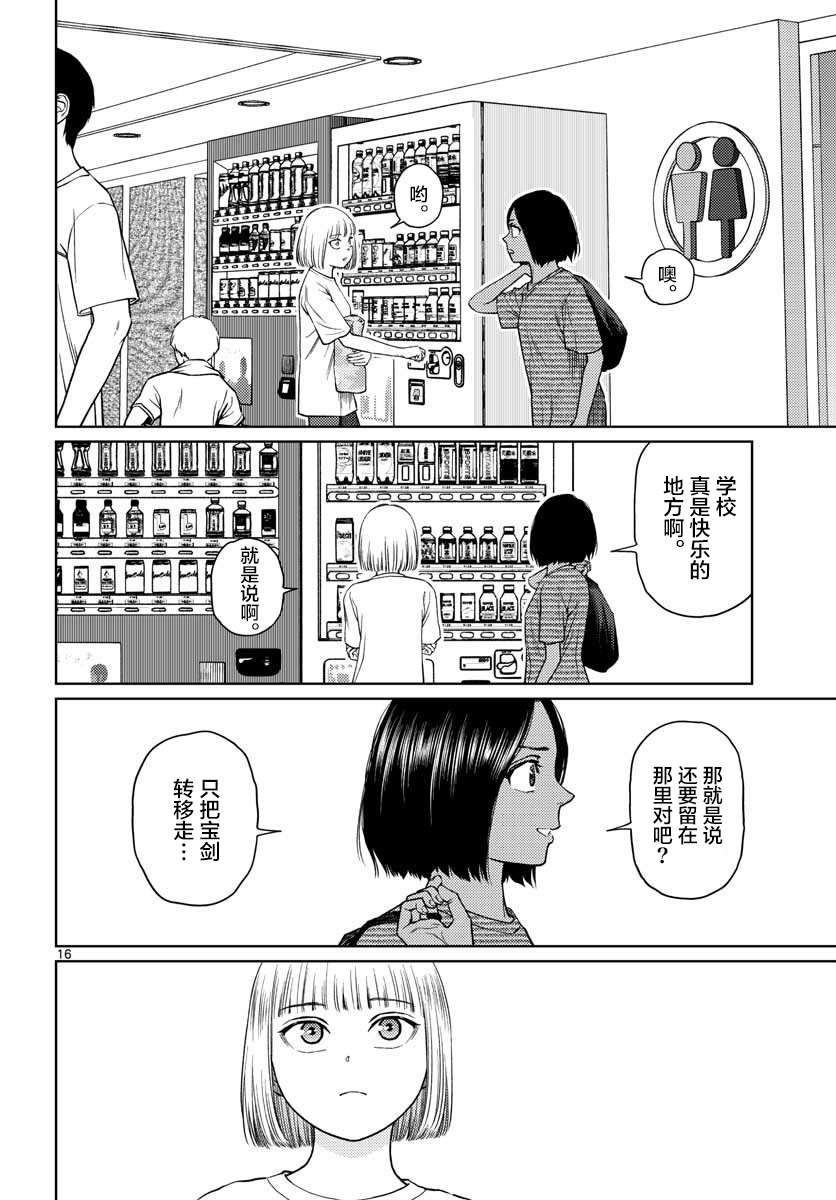 噢。
哟。
学校
真是快乐的
地方啊。
就是说啊。
那就是说
还要留在
那里对吧？
只把宝剑
转移走…
16